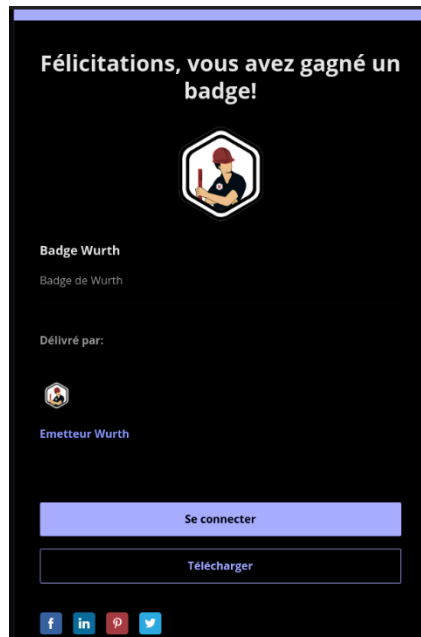 Félicitations, vous avez gagné un
badge!
Badge Wurth
Badge de Wurth
Délivré par:
Emetteur Wurth
Se connecter
Télécharger